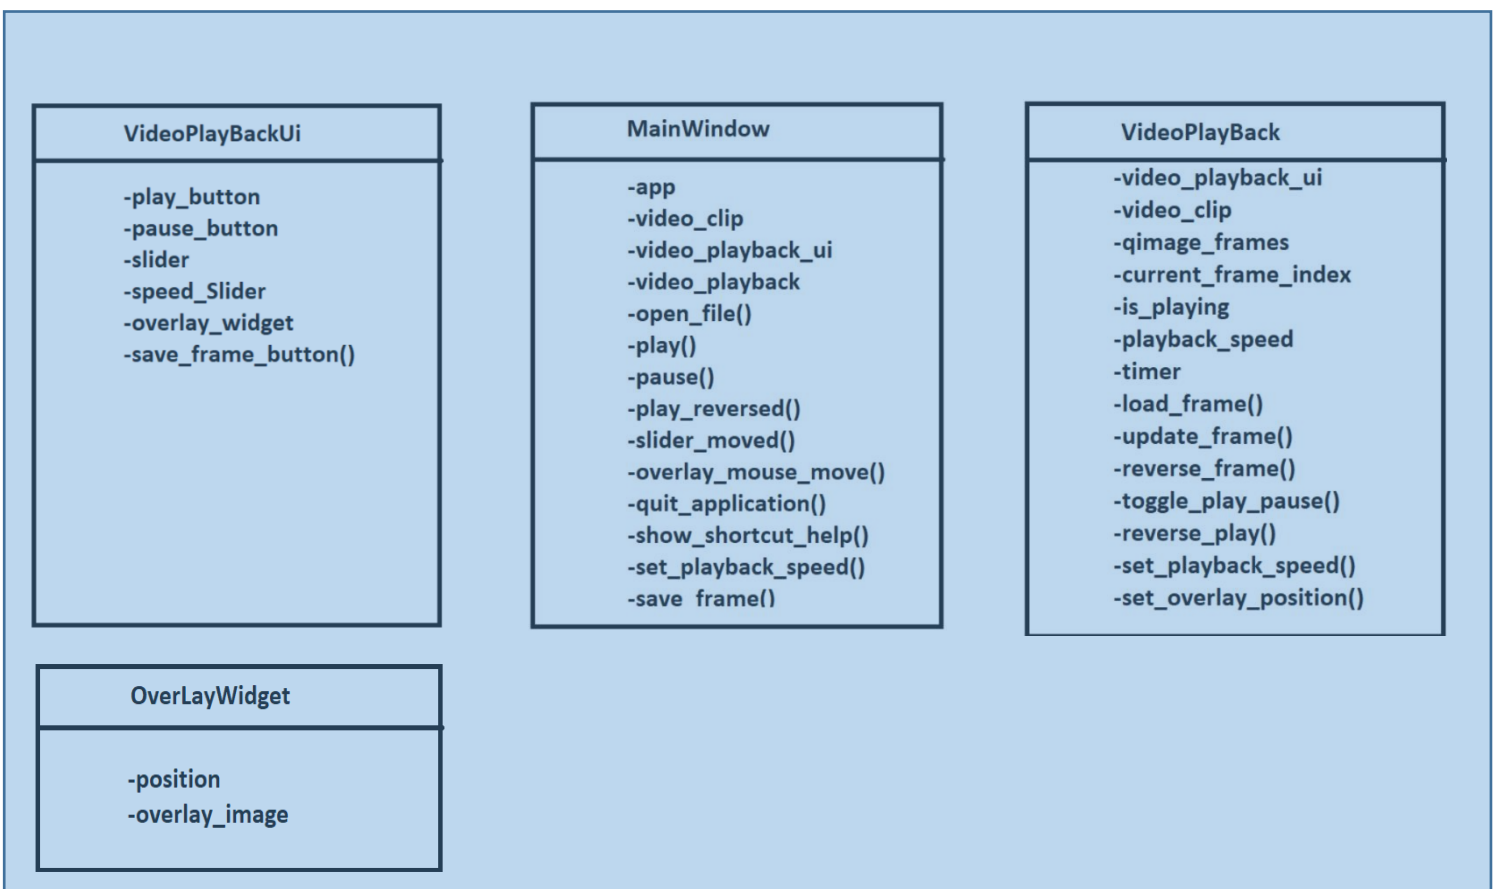 VideoPlayBackUi
-play_button
-pause_button
-slider
-speed_Slider
-overlay_widget
-save_frame_button()
MainWindow
-app
-video_clip
-video_playback_ui
-video_playback
-open_file()
-play()
-pause()
-play_reversed()
-slider_moved()
-overlay_mouse_move()
-quit_application()
-show_shortcut_help()
-set_playback_speed()
-save_frame()
VideoPlayBack
-video_playback_ui
-video_clip
-qimage_frames
-current_frame_index
-is_playing
-playback_speed
-timer
-load_frame()
-update_frame()
-reverse_frame()
-toggle_play_pause()
-reverse_play()
-set_playback_speed()
-set_overlay_position()
OverLayWidget
-position
-overlay_image